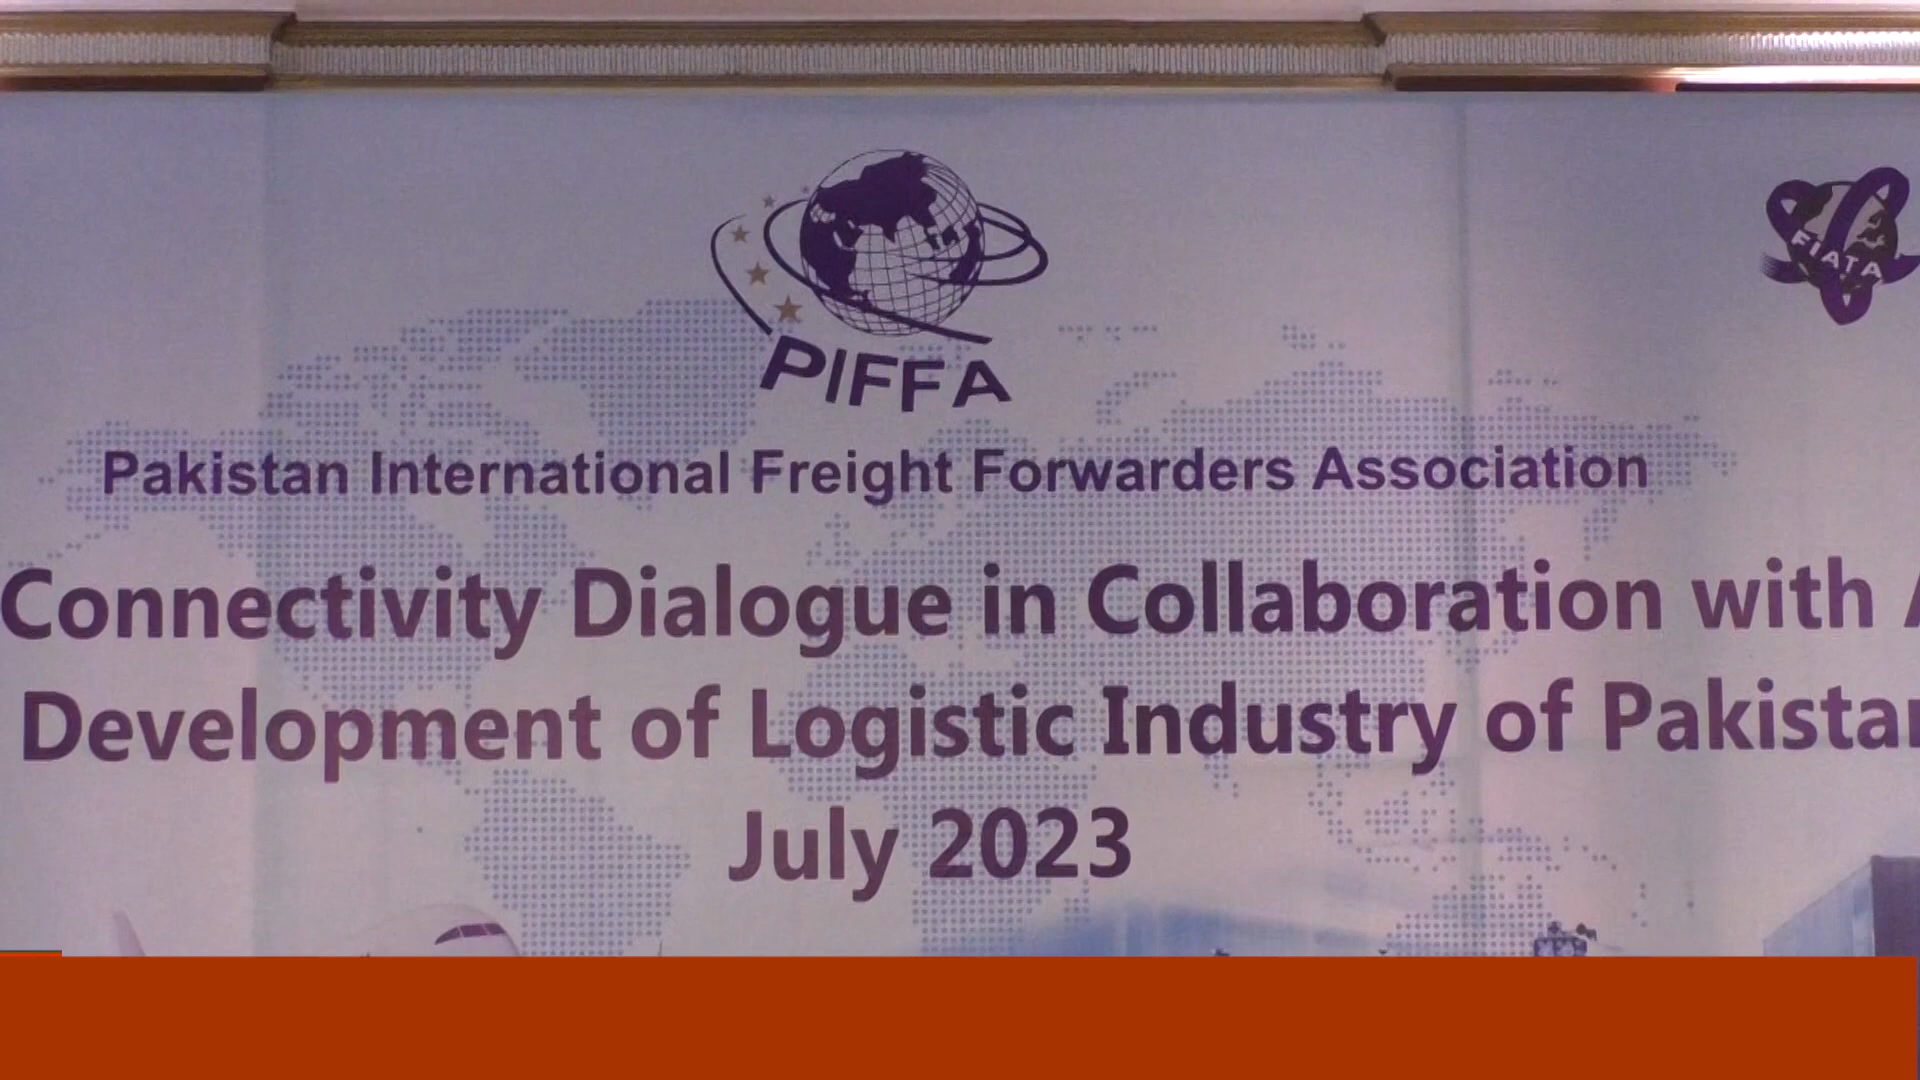 FIATA
PIFFA
Pakistan International Freight Forwarders Association
Connectivity Dialogue in Collaboration with
Development of Logistic Industry of Pakistan
July 2023